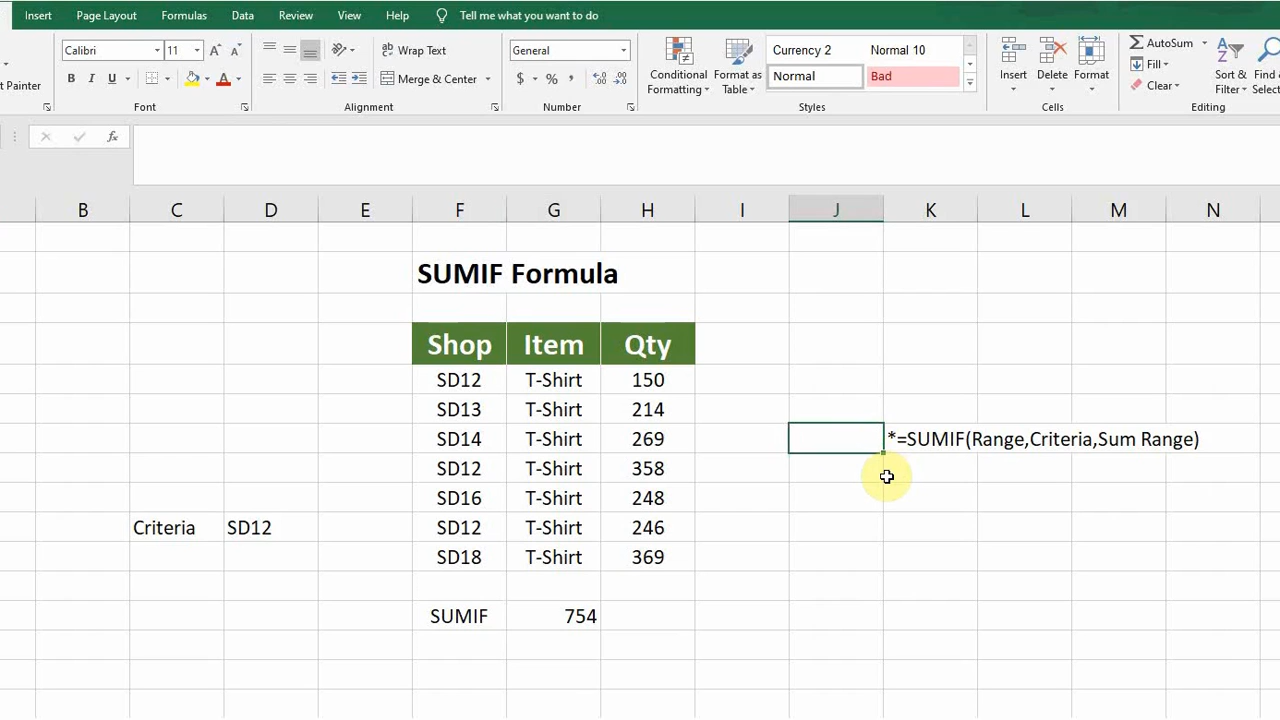 Insert Page Layout Formulas Data Review View Help Tell me what you want to do
Calibri 11 A A Wrap Text General Currency 2 Normal 10 AutoSum
t Painter B I U A Merge & Center $ % , Conditional Formatting Format as Table Normal Bad Insert Delete Format Fill Clear Sort & Filter Find & Selec
Font Alignment Number Styles Cells Editing
fx
B C D E F G H I J K L M N
SUMIF Formula
Shop Item Qty
SD12 T-Shirt 150
SD13 T-Shirt 214
SD14 T-Shirt 269 *=SUMIF(Range,Criteria,Sum Range)
SD12 T-Shirt 358
SD16 T-Shirt 248
Criteria SD12 SD12 T-Shirt 246
SD18 T-Shirt 369
SUMIF 754